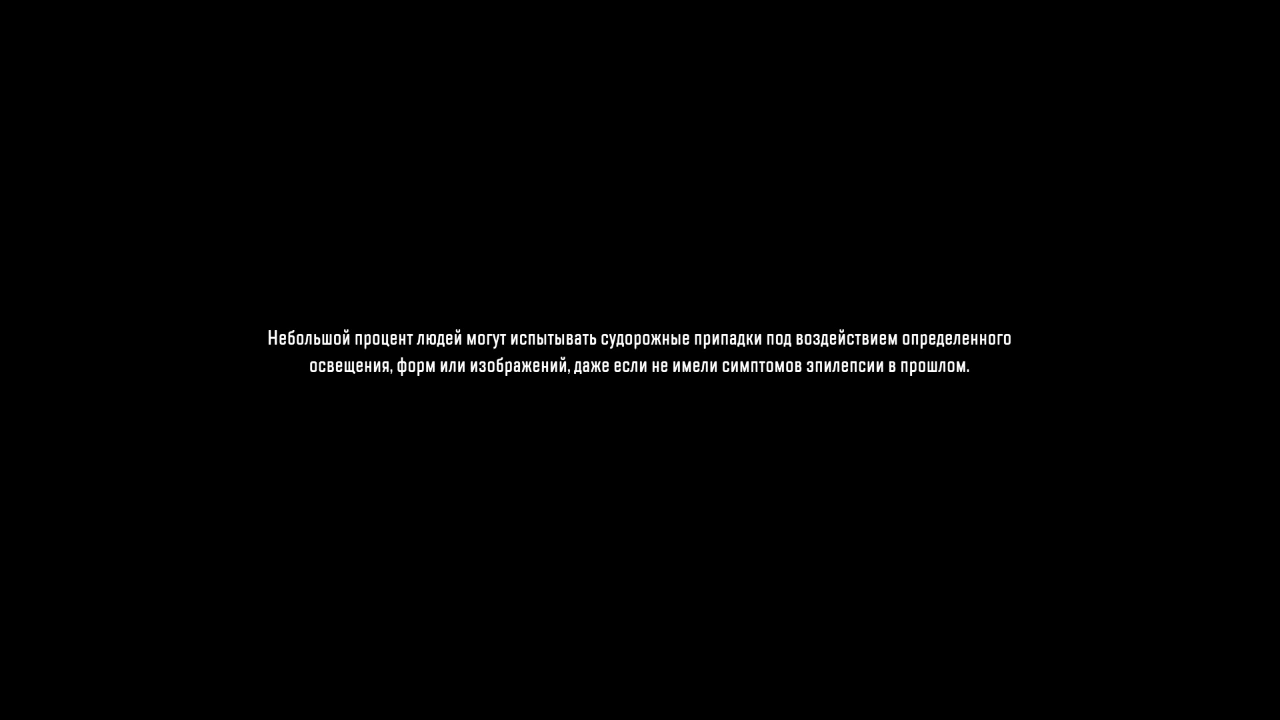 Небольшой процент людей могут испытывать судорожные припадки под воздействием определенного
освещения, форм или изображений, даже если не имели симптомов эпилепсии в прошлом.